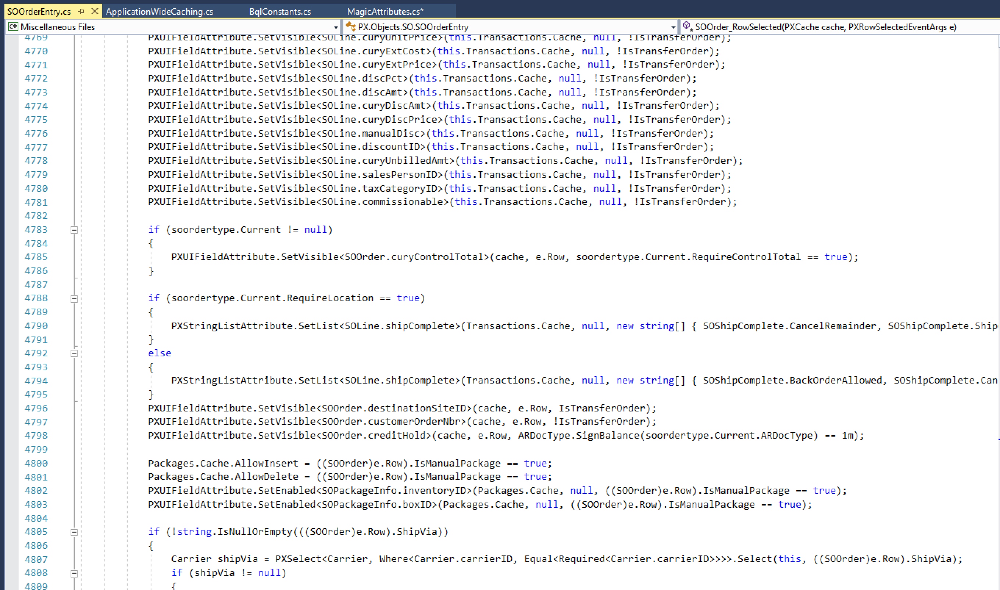 SOOrderEntry.cs ApplicationWideCaching.cs BqlConstants.cs MagicAttributes.cs*
C# Miscellaneous Files PX.Objects.SO.SOOrderEntry SOOrder_RowSelected(PXCache cache, PXRowSelectedEventArgs e)
4769 PXUIFieldAttribute.SetVisible<SOLine.curyUnitPrice>(this.Transactions.Cache, null, !IsTransferOrder);
4770 PXUIFieldAttribute.SetVisible<SOLine.curyExtCost>(this.Transactions.Cache, null, !IsTransferOrder);
4771 PXUIFieldAttribute.SetVisible<SOLine.curyExtPrice>(this.Transactions.Cache, null, !IsTransferOrder);
4772 PXUIFieldAttribute.SetVisible<SOLine.discPct>(this.Transactions.Cache, null, !IsTransferOrder);
4773 PXUIFieldAttribute.SetVisible<SOLine.discAmt>(this.Transactions.Cache, null, !IsTransferOrder);
4774 PXUIFieldAttribute.SetVisible<SOLine.curyDiscAmt>(this.Transactions.Cache, null, !IsTransferOrder);
4775 PXUIFieldAttribute.SetVisible<SOLine.curyDiscPrice>(this.Transactions.Cache, null, !IsTransferOrder);
4776 PXUIFieldAttribute.SetVisible<SOLine.manualDisc>(this.Transactions.Cache, null, !IsTransferOrder);
4777 PXUIFieldAttribute.SetVisible<SOLine.discountID>(this.Transactions.Cache, null, !IsTransferOrder);
4778 PXUIFieldAttribute.SetVisible<SOLine.curyUnbilledAmt>(this.Transactions.Cache, null, !IsTransferOrder);
4779 PXUIFieldAttribute.SetVisible<SOLine.salesPersonID>(this.Transactions.Cache, null, !IsTransferOrder);
4780 PXUIFieldAttribute.SetVisible<SOLine.taxCategoryID>(this.Transactions.Cache, null, !IsTransferOrder);
4781 PXUIFieldAttribute.SetVisible<SOLine.commissionable>(this.Transactions.Cache, null, !IsTransferOrder);
4782
4783 if (soordertype.Current != null)
4784 {
4785 PXUIFieldAttribute.SetVisible<SOOrder.curyControlTotal>(cache, e.Row, soordertype.Current.RequireControlTotal == true);
4786 }
4787
4788 if (soordertype.Current.RequireLocation == true)
4789 {
4790 PXStringListAttribute.SetList<SOLine.shipComplete>(Transactions.Cache, null, new string[] { SOShipComplete.CancelRemainder, SOShipComplete.Ship
4791 }
4792 else
4793 {
4794 PXStringListAttribute.SetList<SOLine.shipComplete>(Transactions.Cache, null, new string[] { SOShipComplete.BackOrderAllowed, SOShipComplete.Can
4795 }
4796 PXUIFieldAttribute.SetVisible<SOOrder.destinationSiteID>(cache, e.Row, IsTransferOrder);
4797 PXUIFieldAttribute.SetVisible<SOOrder.customerOrderNbr>(cache, e.Row, !IsTransferOrder);
4798 PXUIFieldAttribute.SetVisible<SOOrder.creditHold>(cache, e.Row, ARDocType.SignBalance(soordertype.Current.ARDocType) == 1m);
4799
4800 Packages.Cache.AllowInsert = ((SOOrder)e.Row).IsManualPackage == true;
4801 Packages.Cache.AllowDelete = ((SOOrder)e.Row).IsManualPackage == true;
4802 PXUIFieldAttribute.SetEnabled<SOPackageInfo.inventoryID>(Packages.Cache, null, ((SOOrder)e.Row).IsManualPackage == true);
4803 PXUIFieldAttribute.SetEnabled<SOPackageInfo.boxID>(Packages.Cache, null, ((SOOrder)e.Row).IsManualPackage == true);
4804
4805 if (!string.IsNullOrEmpty(((SOOrder)e.Row).ShipVia))
4806 {
4807 Carrier shipVia = PXSelect<Carrier, Where<Carrier.carrierID, Equal<Required<Carrier.carrierID>>>>.Select(this, ((SOOrder)e.Row).ShipVia);
4808 if (shipVia != null)
4809 {